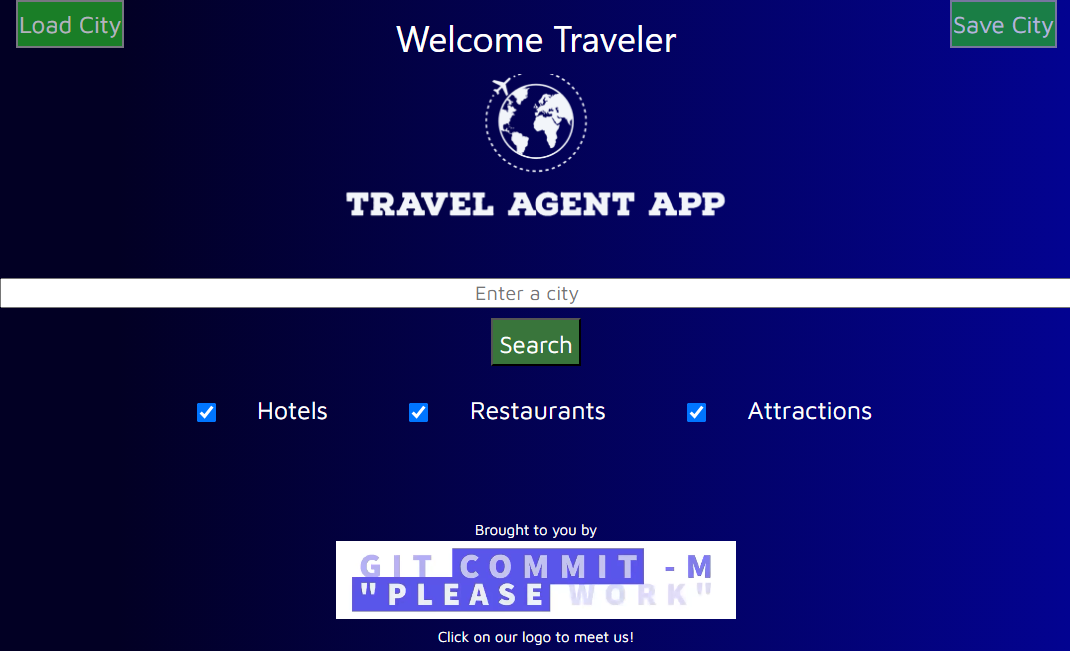 Load City
Welcome Traveler
Save City
TRAVEL AGENT APP
Enter a city
Search
Hotels
Restaurants
Attractions
Brought to you by
GIT COMMIT -M
"PLEASE WORK"
Click on our logo to meet us!